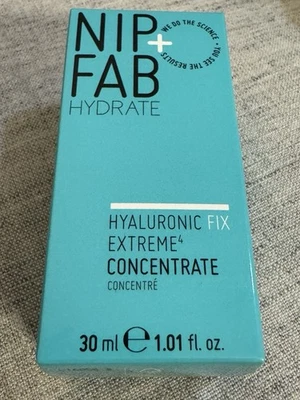 NIP+
FAB
HYDRATE
WE DO THE SCIENCE • YOU SEE THE RESULTS •
HYALURONIC FIX
EXTREME⁴
CONCENTRATE
CONCENTRÉ
30 ml ℮ 1.01 fl. oz.